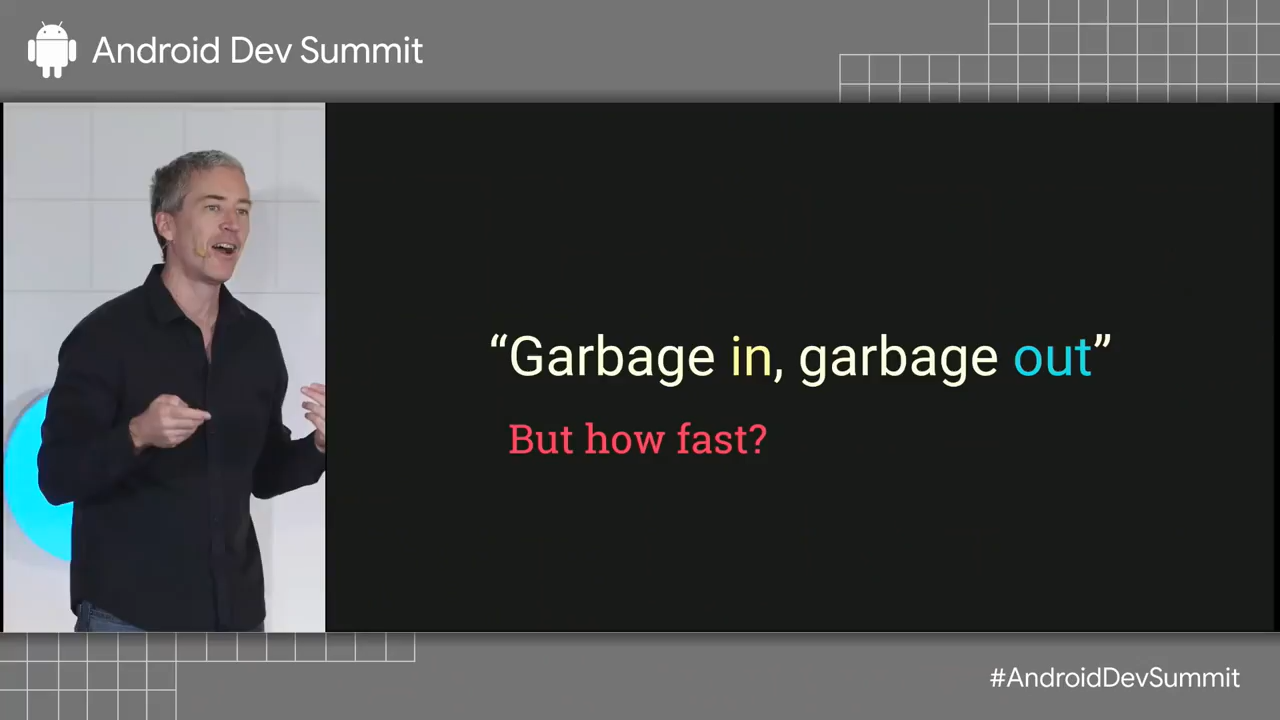 Android Dev Summit
“Garbage in, garbage out”
But how fast?
#AndroidDevSummit